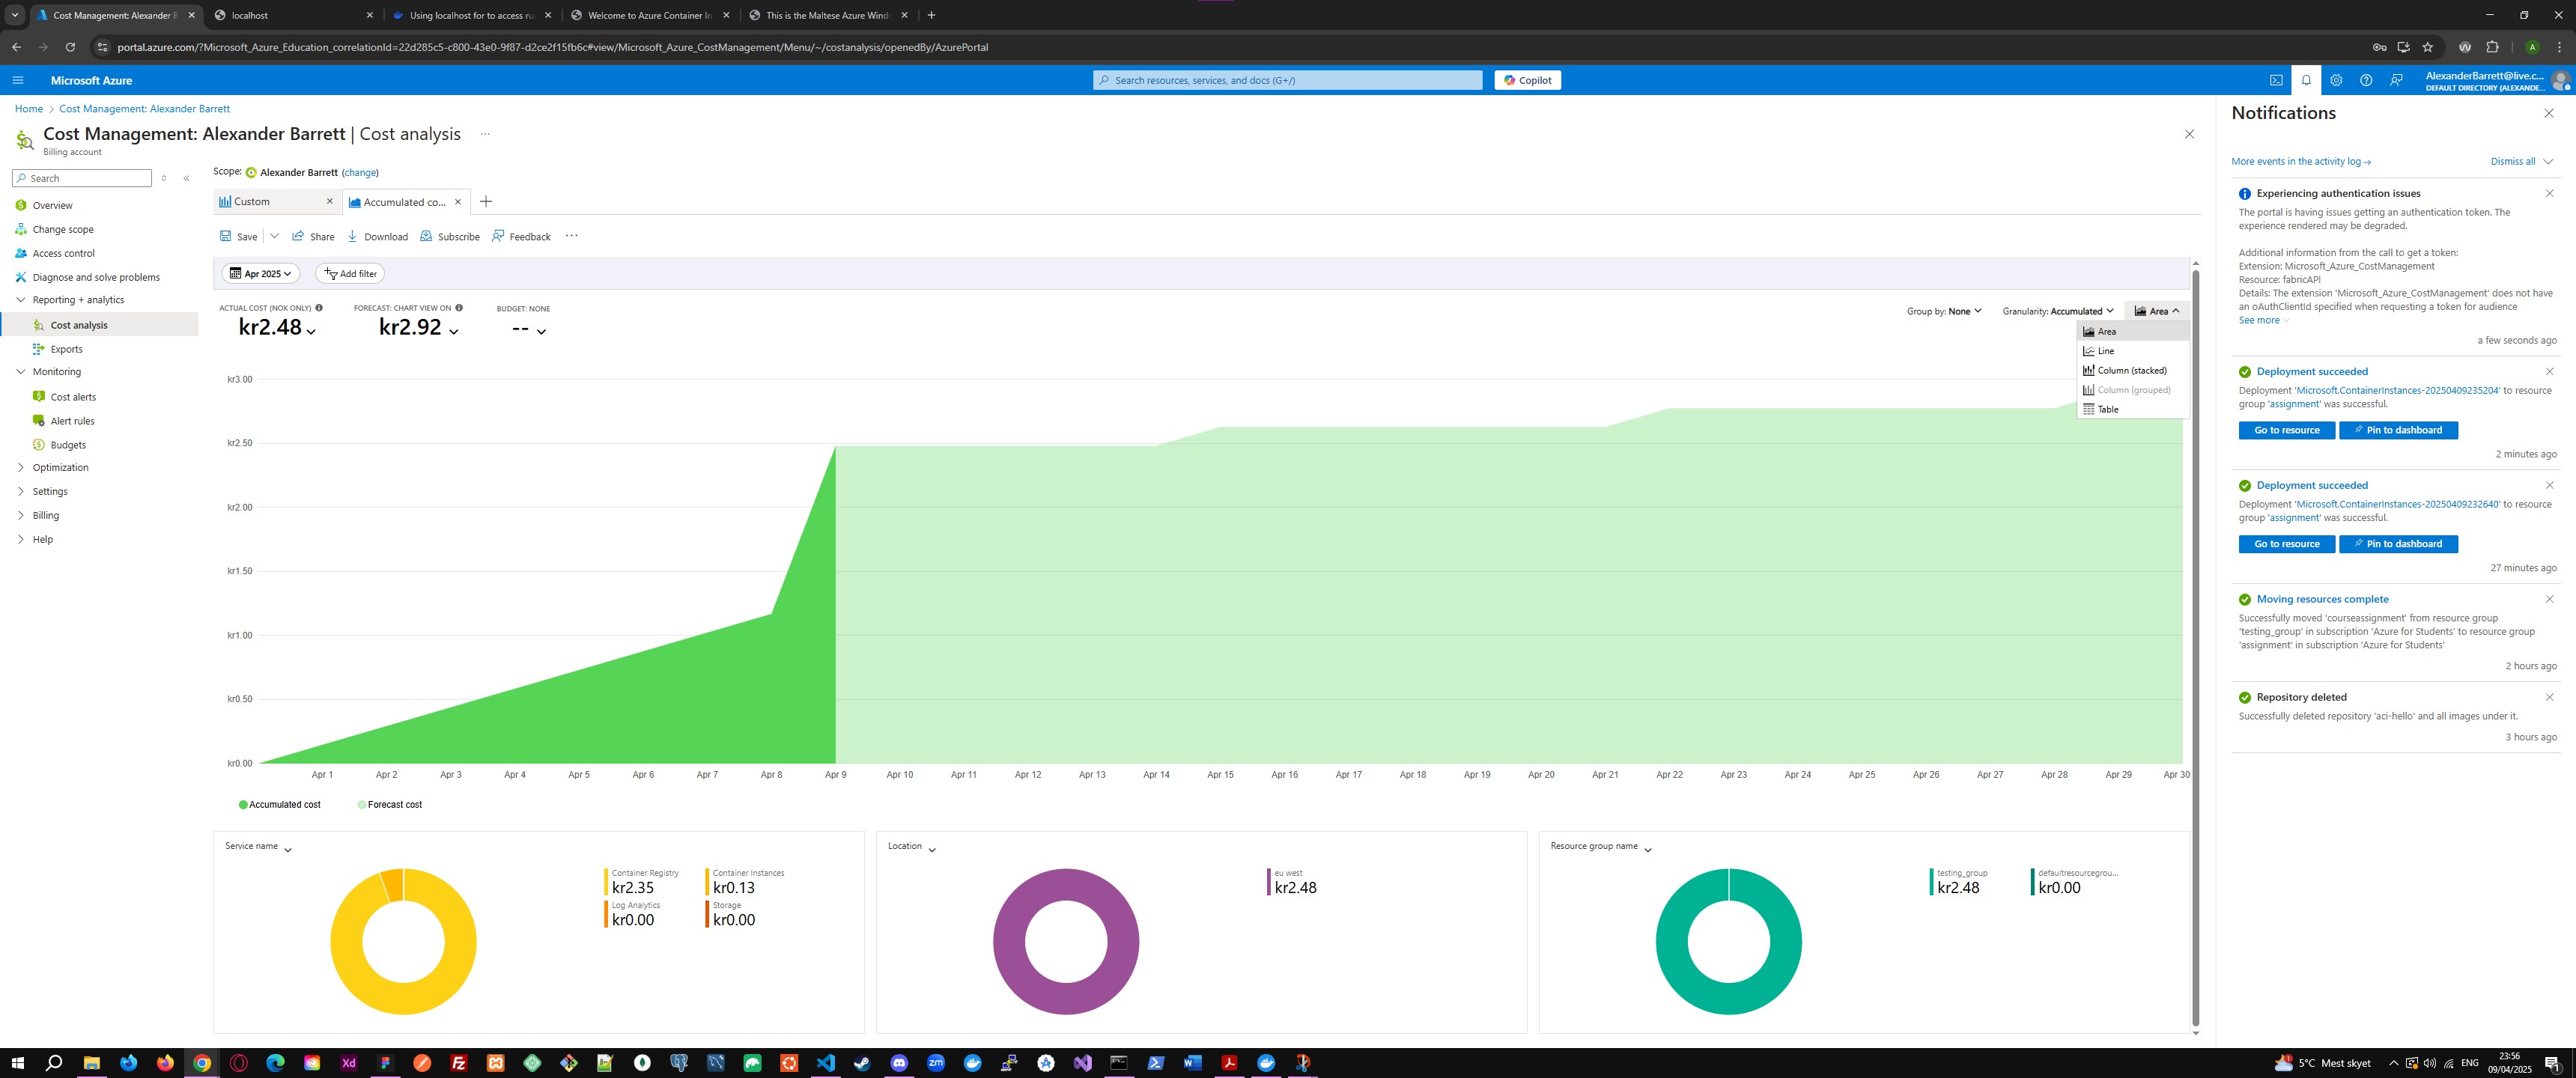 Cost Management: Alexander B
localhost
Using localhost for to access ru
Welcome to Azure Container In
This is the Maltese Azure Wind
portal.azure.com/?Microsoft_Azure_Education_correlationId=22d285c5-c800-43e0-9f87-d2ce2f15fb6c#view/Microsoft_Azure_CostManagement/Menu/~/costanalysis/openedBy/AzurePortal
A
Microsoft Azure
Search resources, services, and docs (G+/)
Copilot
AlexanderBarrett@live.c...
DEFAULT DIRECTORY (ALEXANDE...
Home > Cost Management: Alexander Barrett
Cost Management: Alexander Barrett | Cost analysis ...
Billing account
Search
Overview
Change scope
Access control
Diagnose and solve problems
Reporting + analytics
Cost analysis
Exports
Monitoring
Cost alerts
Alert rules
Budgets
Optimization
Settings
Billing
Help
Scope: Alexander Barrett (change)
Custom
Accumulated co...
Save
Share
Download
Subscribe
Feedback
Apr 2025
Add filter
ACTUAL COST (NOK ONLY)
kr2.48
FORECAST: CHART VIEW ON
kr2.92
BUDGET: NONE
--
Group by: None
Granularity: Accumulated
Area
Area
Line
Column (stacked)
Column (grouped)
Table
kr3.00
kr2.50
kr2.00
kr1.50
kr1.00
kr0.50
kr0.00
Apr 1 Apr 2 Apr 3 Apr 4 Apr 5 Apr 6 Apr 7 Apr 8 Apr 9 Apr 10 Apr 11 Apr 12 Apr 13 Apr 14 Apr 15 Apr 16 Apr 17 Apr 18 Apr 19 Apr 20 Apr 21 Apr 22 Apr 23 Apr 24 Apr 25 Apr 26 Apr 27 Apr 28 Apr 29 Apr 30
Accumulated cost
Forecast cost
Service name
Container Registry
kr2.35
Container Instances
kr0.13
Log Analytics
kr0.00
Storage
kr0.00
Location
eu west
kr2.48
Resource group name
testing_group
kr2.48
defaultresourcegrou...
kr0.00
Notifications
More events in the activity log→
Dismiss all
Experiencing authentication issues
The portal is having issues getting an authentication token. The
experience rendered may be degraded.
Additional information from the call to get a token:
Extension: Microsoft_Azure_CostManagement
Resource: fabricAPI
Details: The extension 'Microsoft_Azure_CostManagement' does not have
an oAuthClientId specified when requesting a token for audience
See more
a few seconds ago
Deployment succeeded
Deployment 'Microsoft.ContainerInstances-20250409235204' to resource
group 'assignment' was successful.
Go to resource
Pin to dashboard
2 minutes ago
Deployment succeeded
Deployment 'Microsoft.ContainerInstances-20250409232640' to resource
group 'assignment' was successful.
Go to resource
Pin to dashboard
27 minutes ago
Moving resources complete
Successfully moved 'courseassignment' from resource group
'testing_group' in subscription 'Azure for Students' to resource group
'assignment' in subscription 'Azure for Students'
2 hours ago
Repository deleted
Successfully deleted repository 'aci-hello' and all images under it.
3 hours ago
Xd
Fz
zm
5°C Mest skyet
ENG
23:56
09/04/2025
1